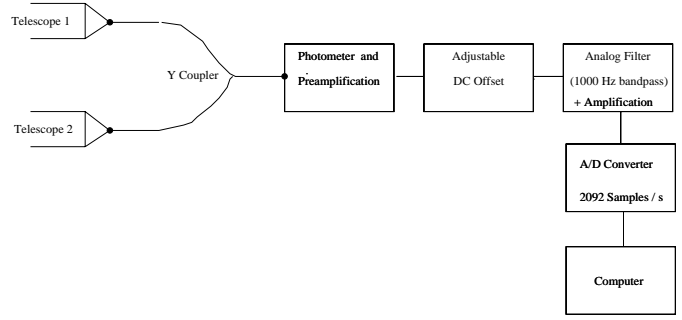 Telescope 1
Y Coupler
Telescope 2
Photometer and
Preamplification
Adjustable
DC Offset
Analog Filter
(1000 Hz bandpass)
+ Amplification
A/D Converter
2092 Samples / s
Computer